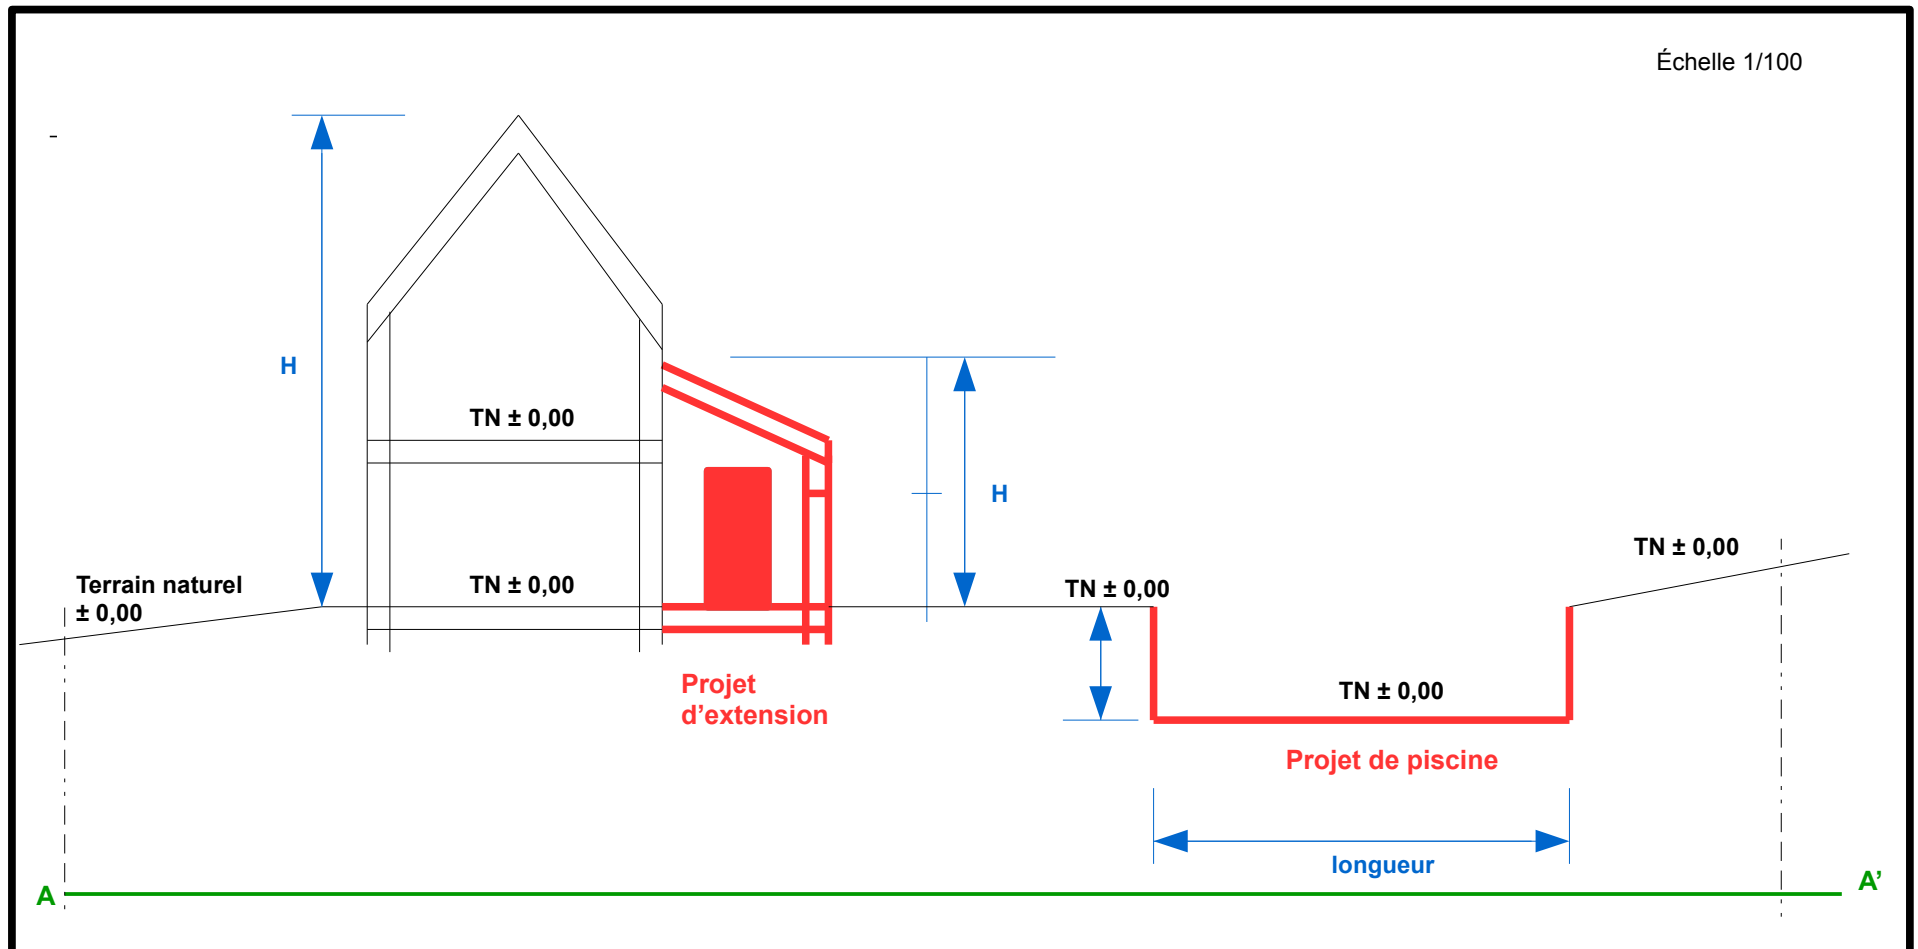 Échelle 1/100
-
H
TN ± 0,00
H
TN ± 0,00
Terrain naturel
± 0,00
TN ± 0,00
TN ± 0,00
Projet
d’extension
TN ± 0,00
Projet de piscine
longueur
A
A’